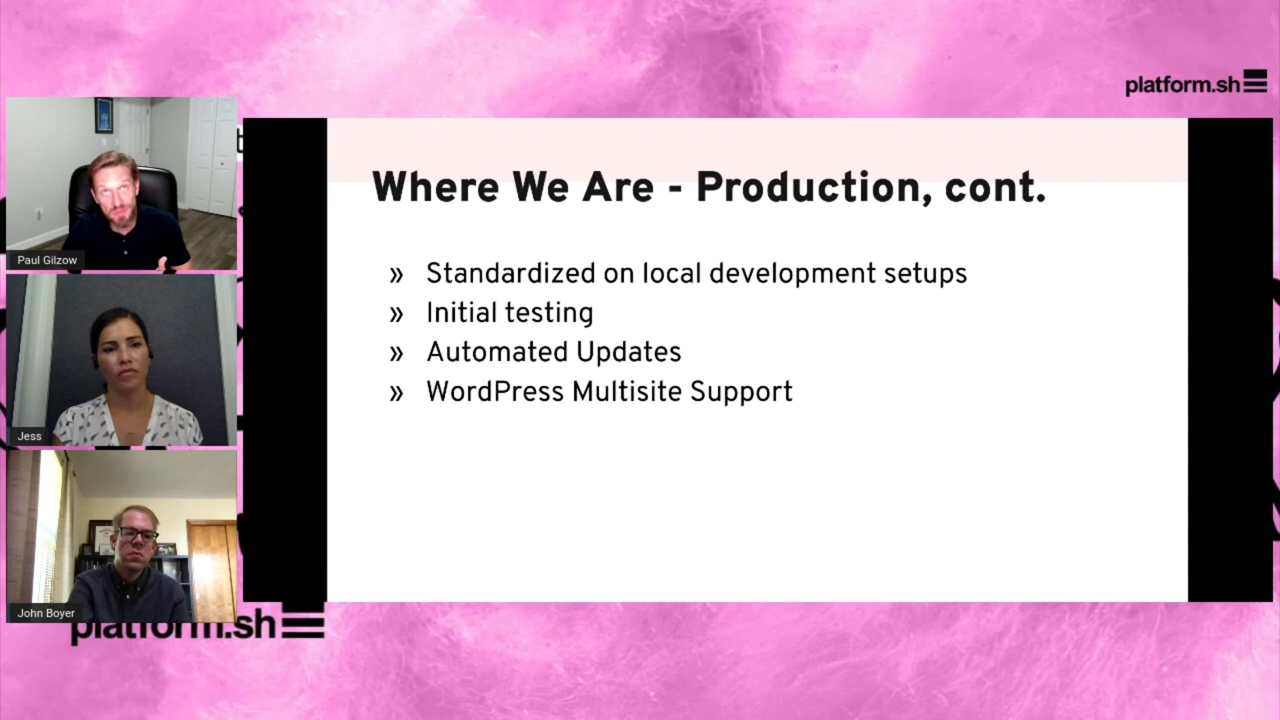 platform.sh
Where We Are - Production, cont.
» Standardized on local development setups
» Initial testing
» Automated Updates
» WordPress Multisite Support
Paul Gilzow
Jess
John Boyer
platform.sh